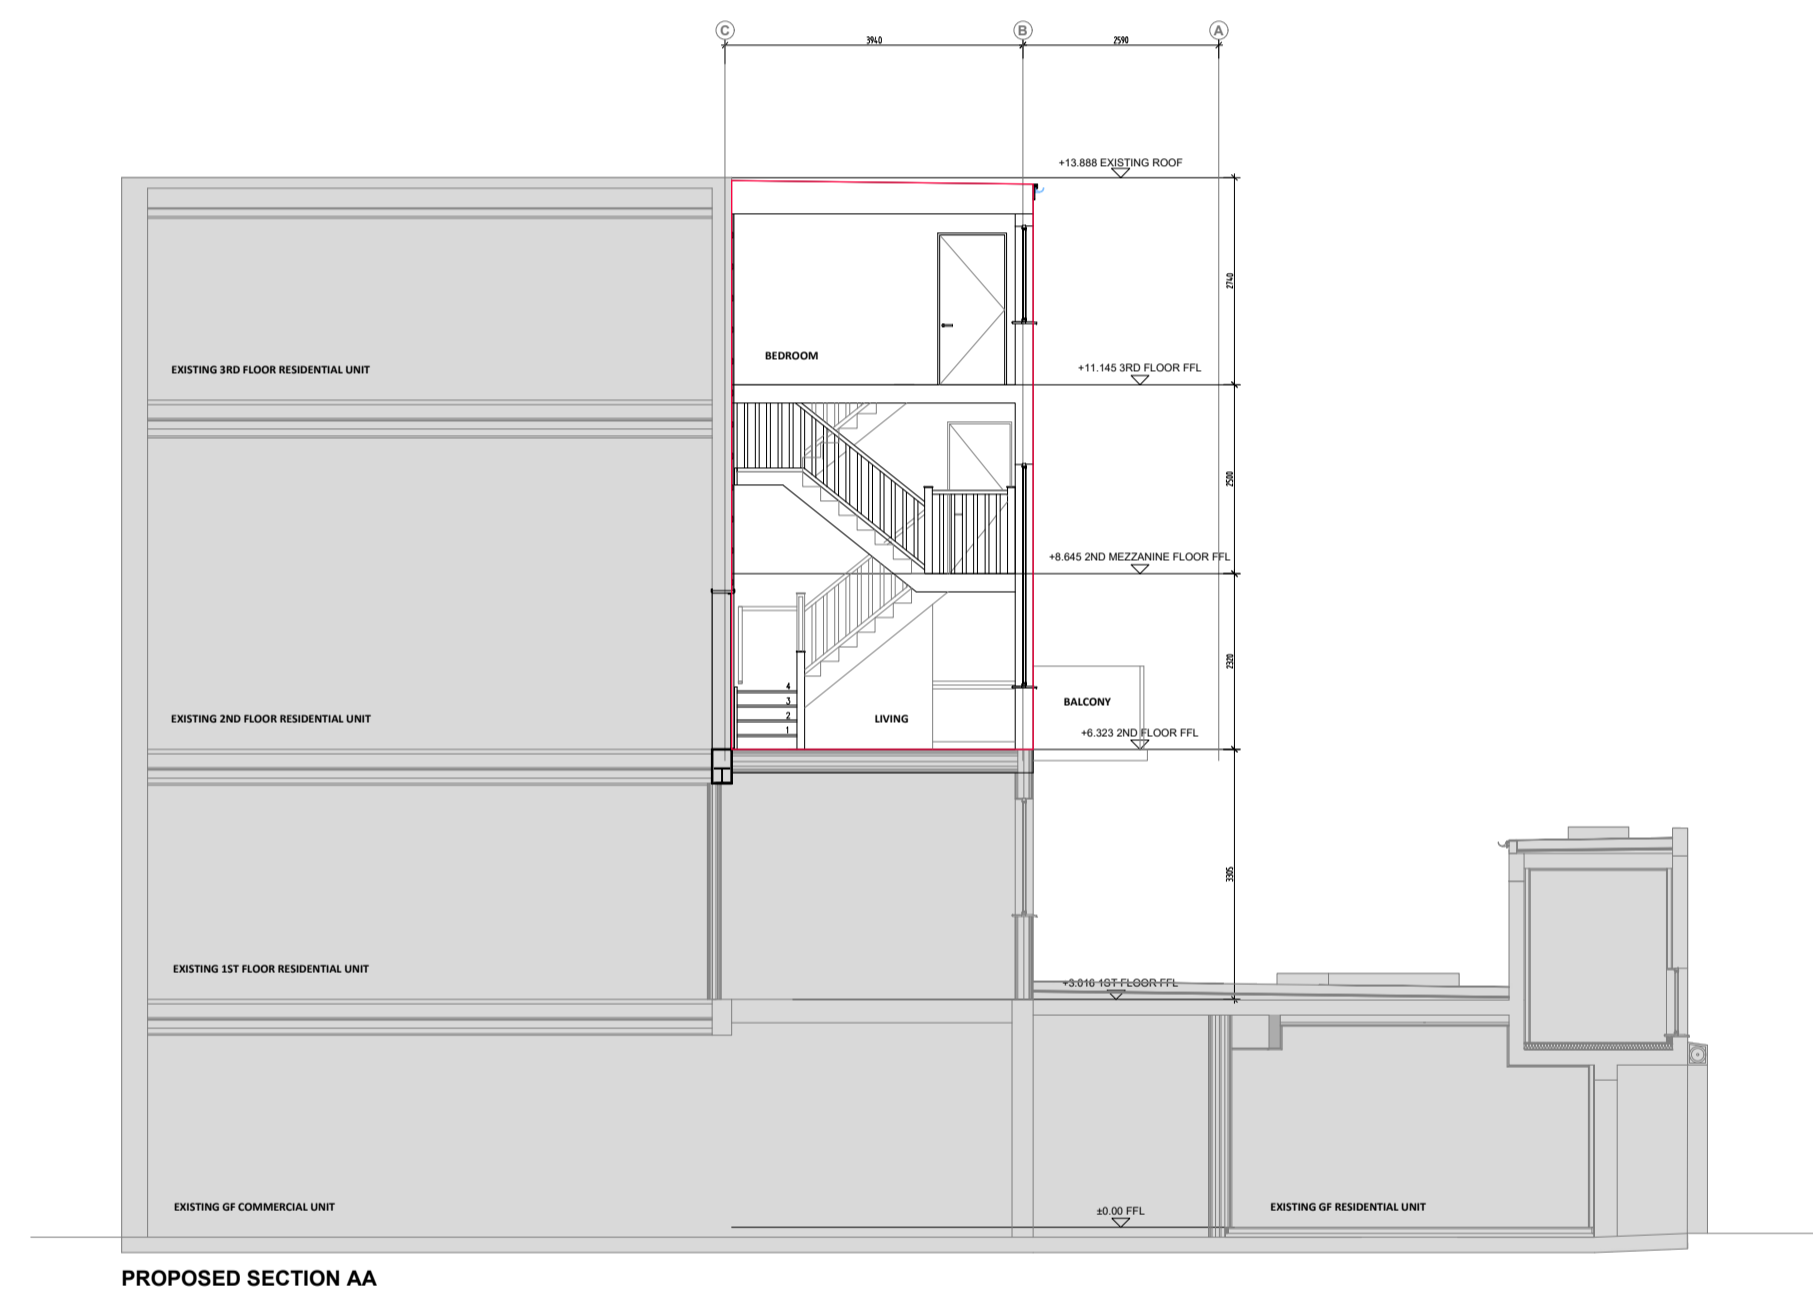 C
B
A
3940
2590
+13.888 EXISTING ROOF
2740
BEDROOM
EXISTING 3RD FLOOR RESIDENTIAL UNIT
+11.145 3RD FLOOR FFL
2500
+8.645 2ND MEZZANINE FLOOR FFL
2320
4
3
2
1
BALCONY
EXISTING 2ND FLOOR RESIDENTIAL UNIT
LIVING
+6.323 2ND FLOOR FFL
3305
EXISTING 1ST FLOOR RESIDENTIAL UNIT
+3.016 1ST FLOOR FFL
EXISTING GF COMMERCIAL UNIT
±0.00 FFL
EXISTING GF RESIDENTIAL UNIT
PROPOSED SECTION AA